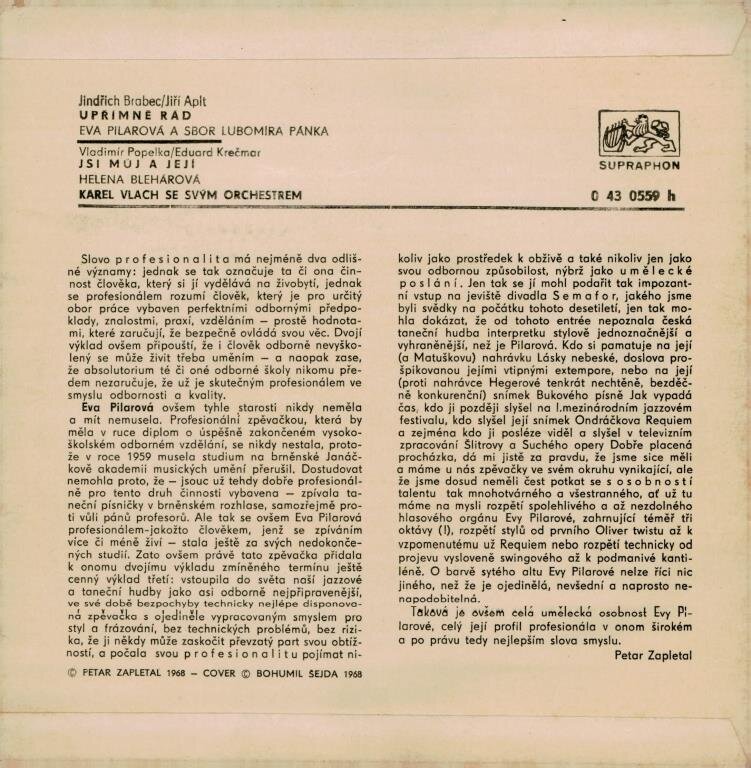 Jindřich Brabec/Jiří Aplt
UPŘÍMNĚ RÁD
EVA PILAROVÁ A SBOR LUBOMÍRA PÁNKA
Vladimír Popelka/Eduard Krečmar
JSI MŮJ A JEJÍ
HELENA BLEHÁROVÁ
KAREL VLACH SE SVÝM ORCHESTREM
SUPRAPHON
0 43 0559 h
Slovo profesionalita má nejméně dva odliš-
né významy: jednak se tak označuje ta či ona čin-
nost člověka, který si jí vydělává na živobytí, jednak
se profesionálem rozumí člověk, který je pro určitý
obor práce vybaven perfektními odbornými předpo-
klady, znalostmi, praxí, vzděláním — prostě hodnota-
mi, které zaručují, že bezpečně ovládá svou věc. Dvojí
výklad ovšem připouští, že i člověk odborně nevyško-
lený se může živit třeba uměním — a naopak zase,
že absolutorium té či oné odborné školy nikomu pře-
dem nezaručuje, že už je skutečným profesionálem ve
smyslu odbornosti a kvality.
Eva Pilarová ovšem tyhle starosti nikdy neměla
a mít nemusela. Profesionální zpěvačkou, která by
měla v ruce diplom o úspěšně zakončeném vysoko-
školském odborném vzdělání, se nikdy nestala, proto-
že v roce 1959 musela studium na brněnské Janáč-
kově akademii musických umění přerušil. Dostudovat
nemohla proto, že — jsouc už tehdy dobře profesionál-
ně pro tento druh činnosti vybavena — zpívala ta-
neční písničky v brněnském rozhlase, samozřejmě pro-
ti vůli pánů profesorů. Ale tak se ovšem Eva Pilarová
profesionálem-jakožto člověkem, jenž se zpíváním
více či méně živí — stala ještě za svých nedokonče-
ných studií. Zato ovšem právě tato zpěvačka přidala
k onomu dvojímu výkladu zmíněného termínu ještě
cenný výklad třetí: vstoupila do světa naší jazzové
a taneční hudby jako asi odborně nejpřipravenější,
ve své době bezpochyby technicky nejlépe disponova-
ná zpěvačka s ojediněle vypracovaným smyslem pro
styl a frázování, bez technických problémů, bez rizi-
ka, že ji někdy může zaskočit převzatý part svou obtíž-
ností, a počala svou profesionalitu pojímat ni-
© PETAR ZAPLETAL 1968 — COVER © BOHUMIL ŠEJDA 1968
koliv jako prostředek k obživě a také nikoliv jen jako
svou odbornou způsobilost, nýbrž jako umělecké
poslání. Jen tak se jí mohl podařit tak impozant-
ní vstup na jeviště divadla Semafor, jakého jsme
byli svědky na počátku tohoto desetiletí, jen tak mo-
hla dokázat, že od tohoto entrée nepoznala česká
taneční hudba interpretku stylově jednoznačnější a
vyhraněnější, než je Pilarová. Kdo si pamatuje na její
(a Matuškovu) nahrávku Lásky nebeské, doslova pro-
špikovanou jejími vtipnými extempore, nebo na její
(proti nahrávce Hegerové tenkrát nechtěně, bezděč-
ně konkurenční) snímek Bukového písně Jak vypadá
čas, kdo ji později slyšel na I.mezinárodním jazzovém
festivalu, kdo slyšel její snímek Ondráčkova Requiem
a zejména kdo ji posléze viděl a slyšel v televizním
zpracování Šlitrovy a Suchého opery Dobře placená
procházka, dá mi jistě za pravdu, že jsme sice měli
a máme u nás zpěvačky ve svém okruhu vynikající, ale
že jsme dosud neměli čest potkat se s osobností
talentu tak mnohotvárného a všestranného, ať už tu
máme na mysli rozpětí spolehlivého a až nezdolného
hlasového orgánu Evy Pilarové, zahrnující téměř tři
oktávy (!), rozpětí stylů od prvního Oliver twistu až k
vzpomenutému už Requiem nebo rozpětí technicky od
projevu vysloveně swingového až k podmanivé kanti-
léně. O barvě sytého altu Evy Pilarové nelze říci nic
jiného, než že je ojedinělá, nevšední a naprosto ne-
napodobitelná.
Taková je ovšem celá umělecká osobnost Evy Pi-
larové, celý její profil profesionála v onom širokém
a po právu tedy nejlepším slova smyslu.
Petar Zapletal